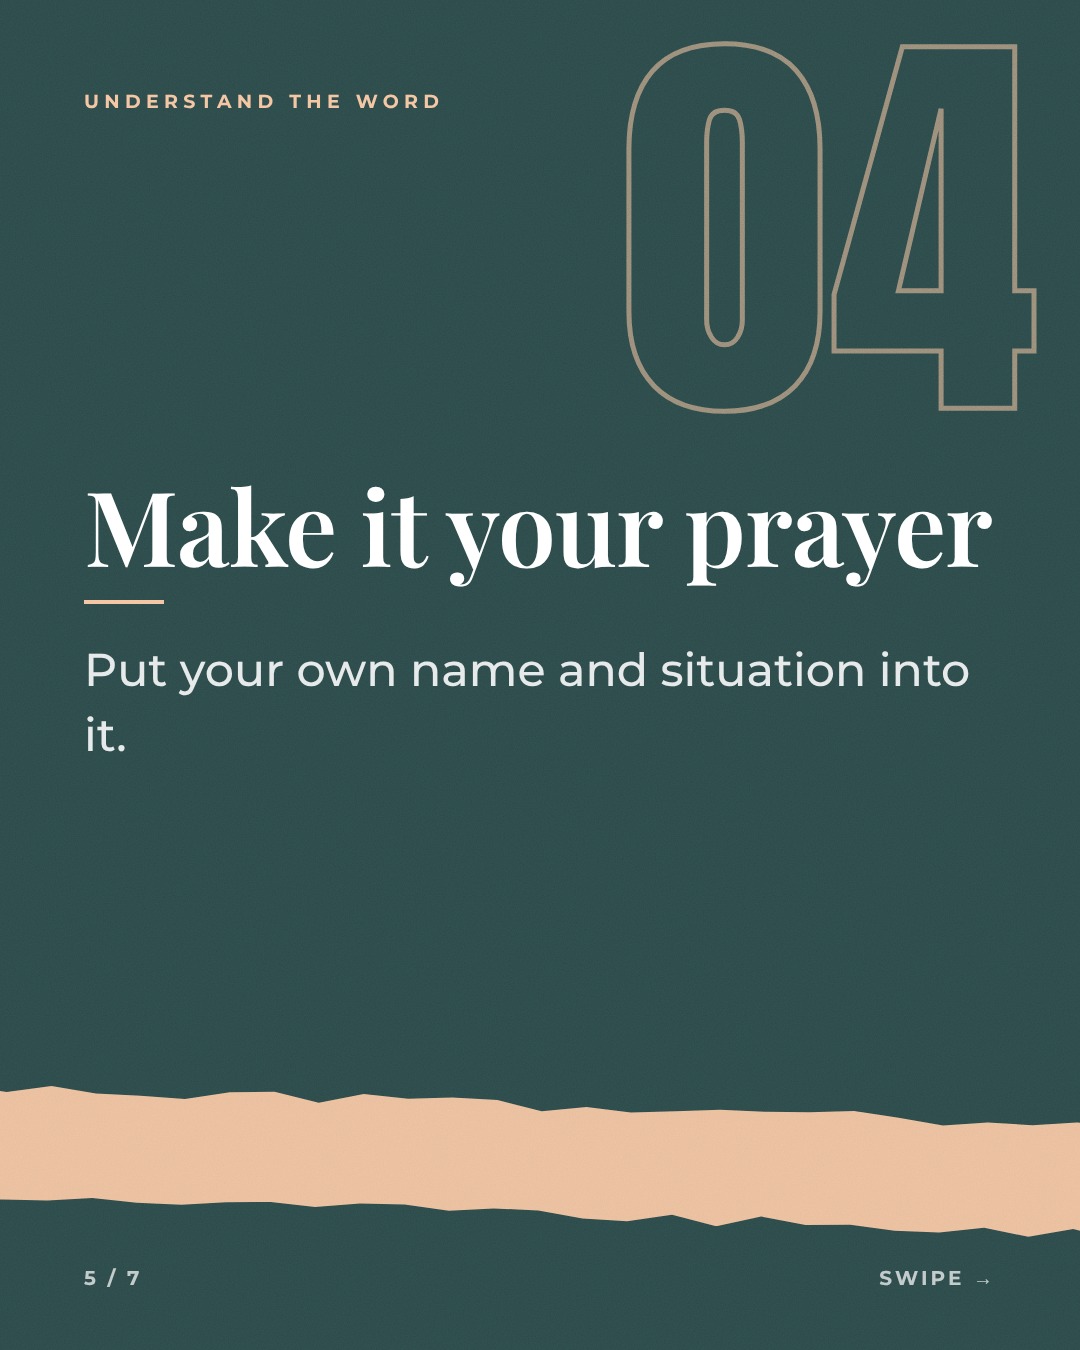 UNDERSTAND THE WORD
04
Make it your prayer
Put your own name and situation into
it.
5 / 7
SWIPE →